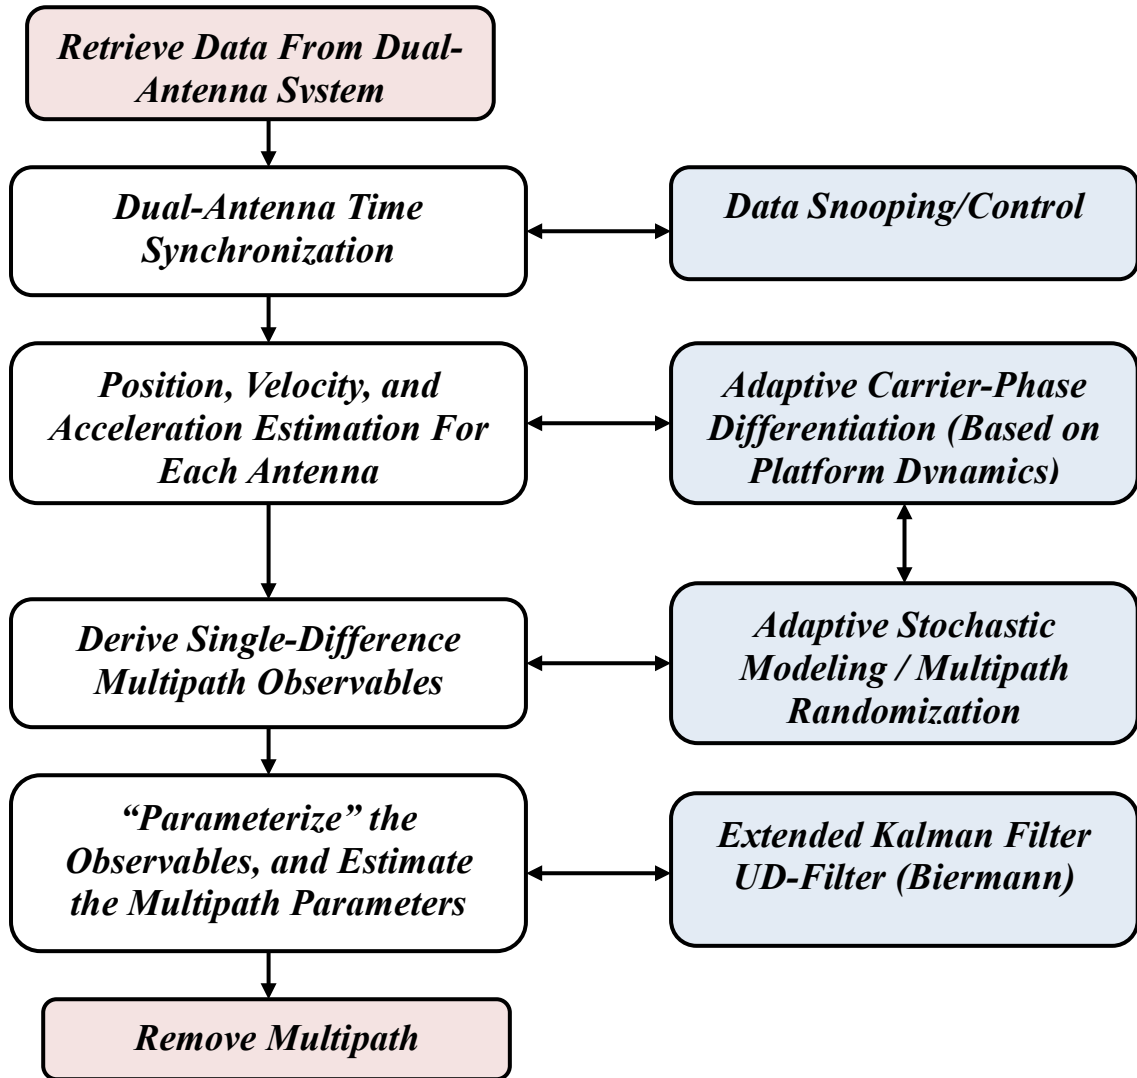 Retrieve Data From Dual-
Antenna System
Dual-Antenna Time
Synchronization
Data Snooping/Control
Position, Velocity, and
Acceleration Estimation For
Each Antenna
Adaptive Carrier-Phase
Differentiation (Based on
Platform Dynamics)
Derive Single-Difference
Multipath Observables
Adaptive Stochastic
Modeling / Multipath
Randomization
“Parameterize” the
Observables, and Estimate
the Multipath Parameters
Extended Kalman Filter
UD-Filter (Biermann)
Remove Multipath